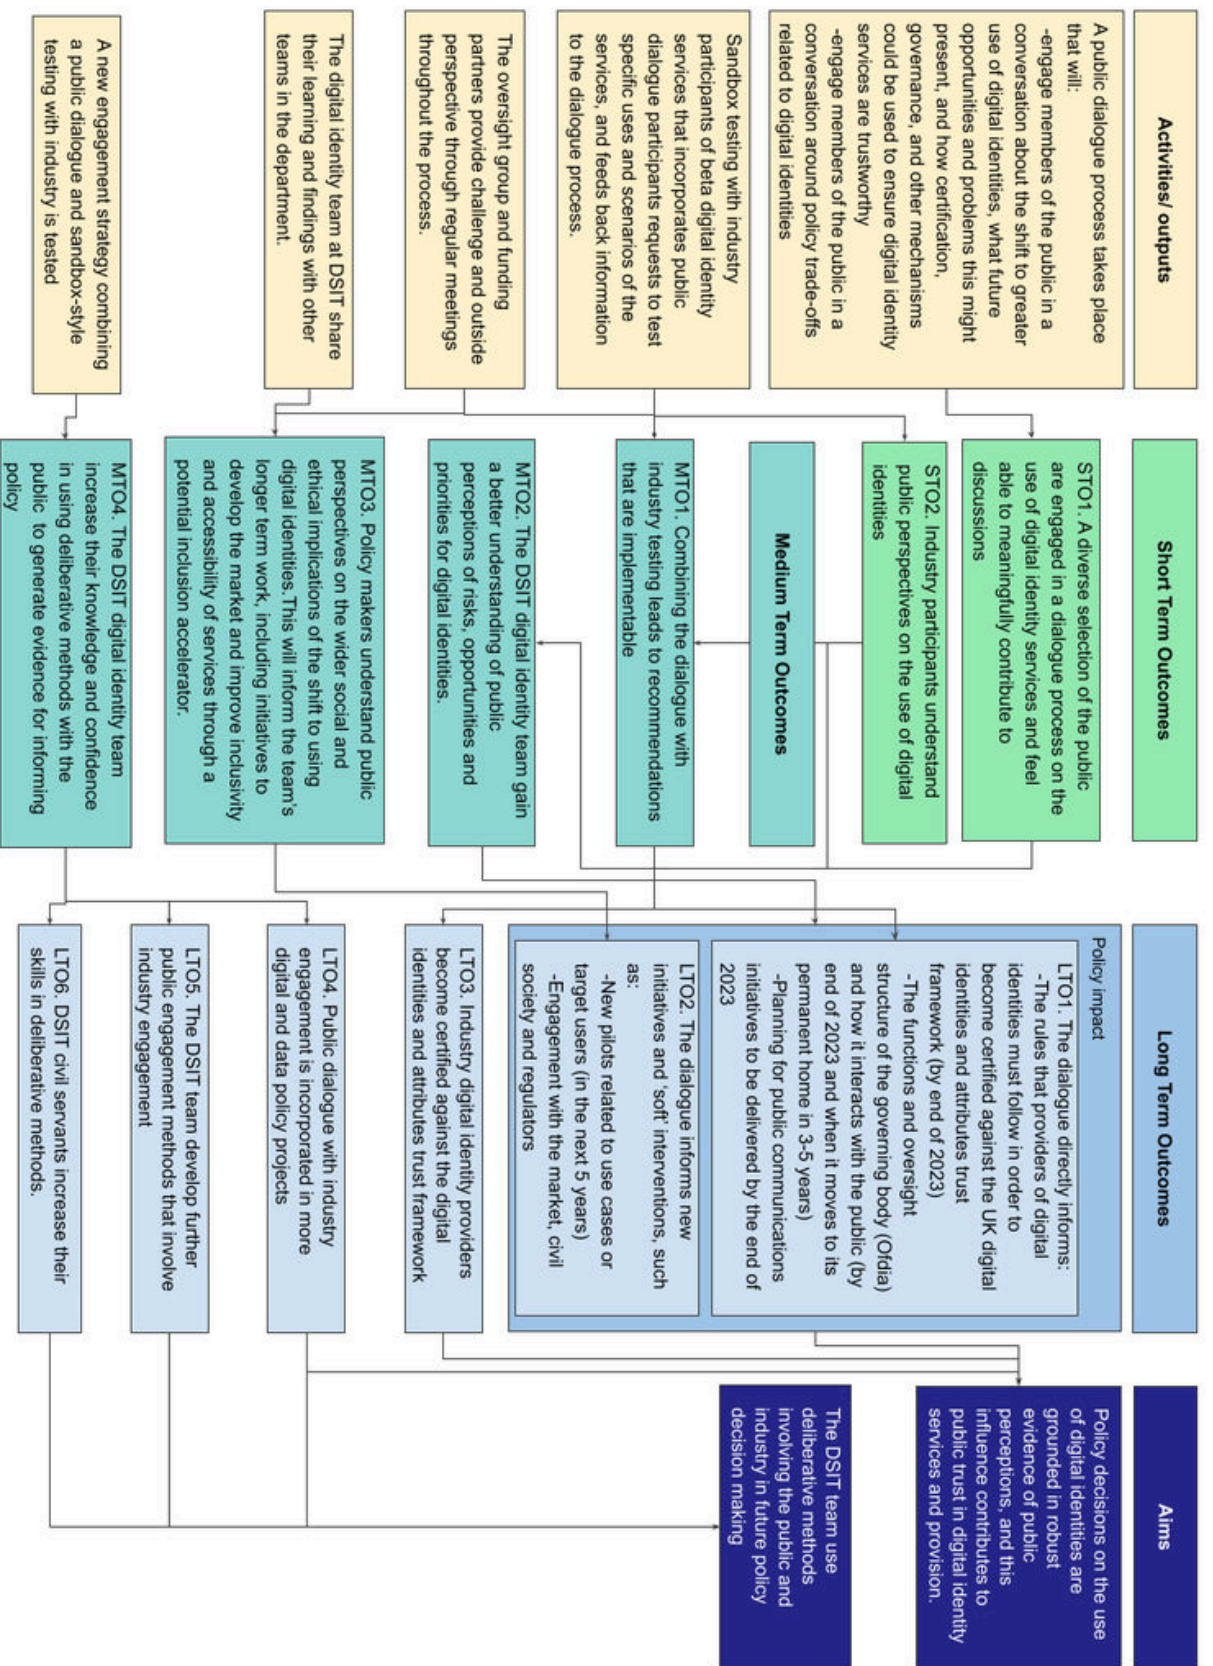 Activities/ outputs
A public dialogue process takes place
that will:
-engage members of the public in a
conversation about the shift to greater
use of digital identities, what future
opportunities and problems this might
present, and how certification,
governance, and other mechanisms
could be used to ensure digital identity
services are trustworthy
-engage members of the public in a
conversation around policy trade-offs
related to digital identities
Sandbox testing with industry
participants of beta digital identity
services that incorporates public
dialogue participants requests to test
specific uses and scenarios of the
services, and feeds back information
to the dialogue process.
The oversight group and funding
partners provide challenge and outside
perspective through regular meetings
throughout the process.
The digital identity team at DSIT share
their learning and findings with other
teams in the department.
A new engagement strategy combining
a public dialogue and sandbox-style
testing with industry is tested
Short Term Outcomes
STO1. A diverse selection of the public
are engaged in a dialogue process on the
use of digital identity services and feel
able to meaningfully contribute to
discussions
STO2. Industry participants understand
public perspectives on the use of digital
identities
Medium Term Outcomes
MTO1. Combining the dialogue with
industry testing leads to recommendations
that are implementable
MTO2. The DSIT digital identity team gain
a better understanding of public
perceptions of risks, opportunities and
priorities for digital identities.
MTO3. Policy makers understand public
perspectives on the wider social and
ethical implications of the shift to using
digital identities.This will inform the team's
longer term work, including initiatives to
develop the market and improve inclusivity
and accessibility of services through a
potential inclusion accelerator.
MTO4. The DSIT digital identity team
increase their knowledge and confidence
in using deliberative methods with the
public to generate evidence for informing
policy
Long Term Outcomes
Policy impact
LTO1. The dialogue directly informs:
-The rules that providers of digital
identities must follow in order to
become certified against the UK digital
identities and attributes trust
framework (by end of 2023)
-The functions and oversight
structure of the governing body (Ofdia)
and how it interacts with the public (by
end of 2023 and when it moves to its
permanent home in 3-5 years)
-Planning for public communications
initiatives to be delivered by the end of
2023
LTO2. The dialogue informs new
initiatives and 'soft' interventions, such
as:
-New pilots related to use cases or
target users (in the next 5 years)
-Engagement with the market, civil
society and regulators
LTO3. Industry digital identity providers
become certified against the digital
identities and attributes trust framework
LTO4. Public dialogue with industry
engagement is incorporated in more
digital and data policy projects
LTO5. The DSIT team develop further
public engagement methods that involve
industry engagement
LTO6. DSIT civil servants increase their
skills in deliberative methods.
Aims
Policy decisions on the use
of digital identities are
grounded in robust
evidence of public
perceptions, and this
influence contributes to
public trust in digital identity
services and provision.
The DSIT team use
deliberative methods
involving the public and
industry in future policy
decision making